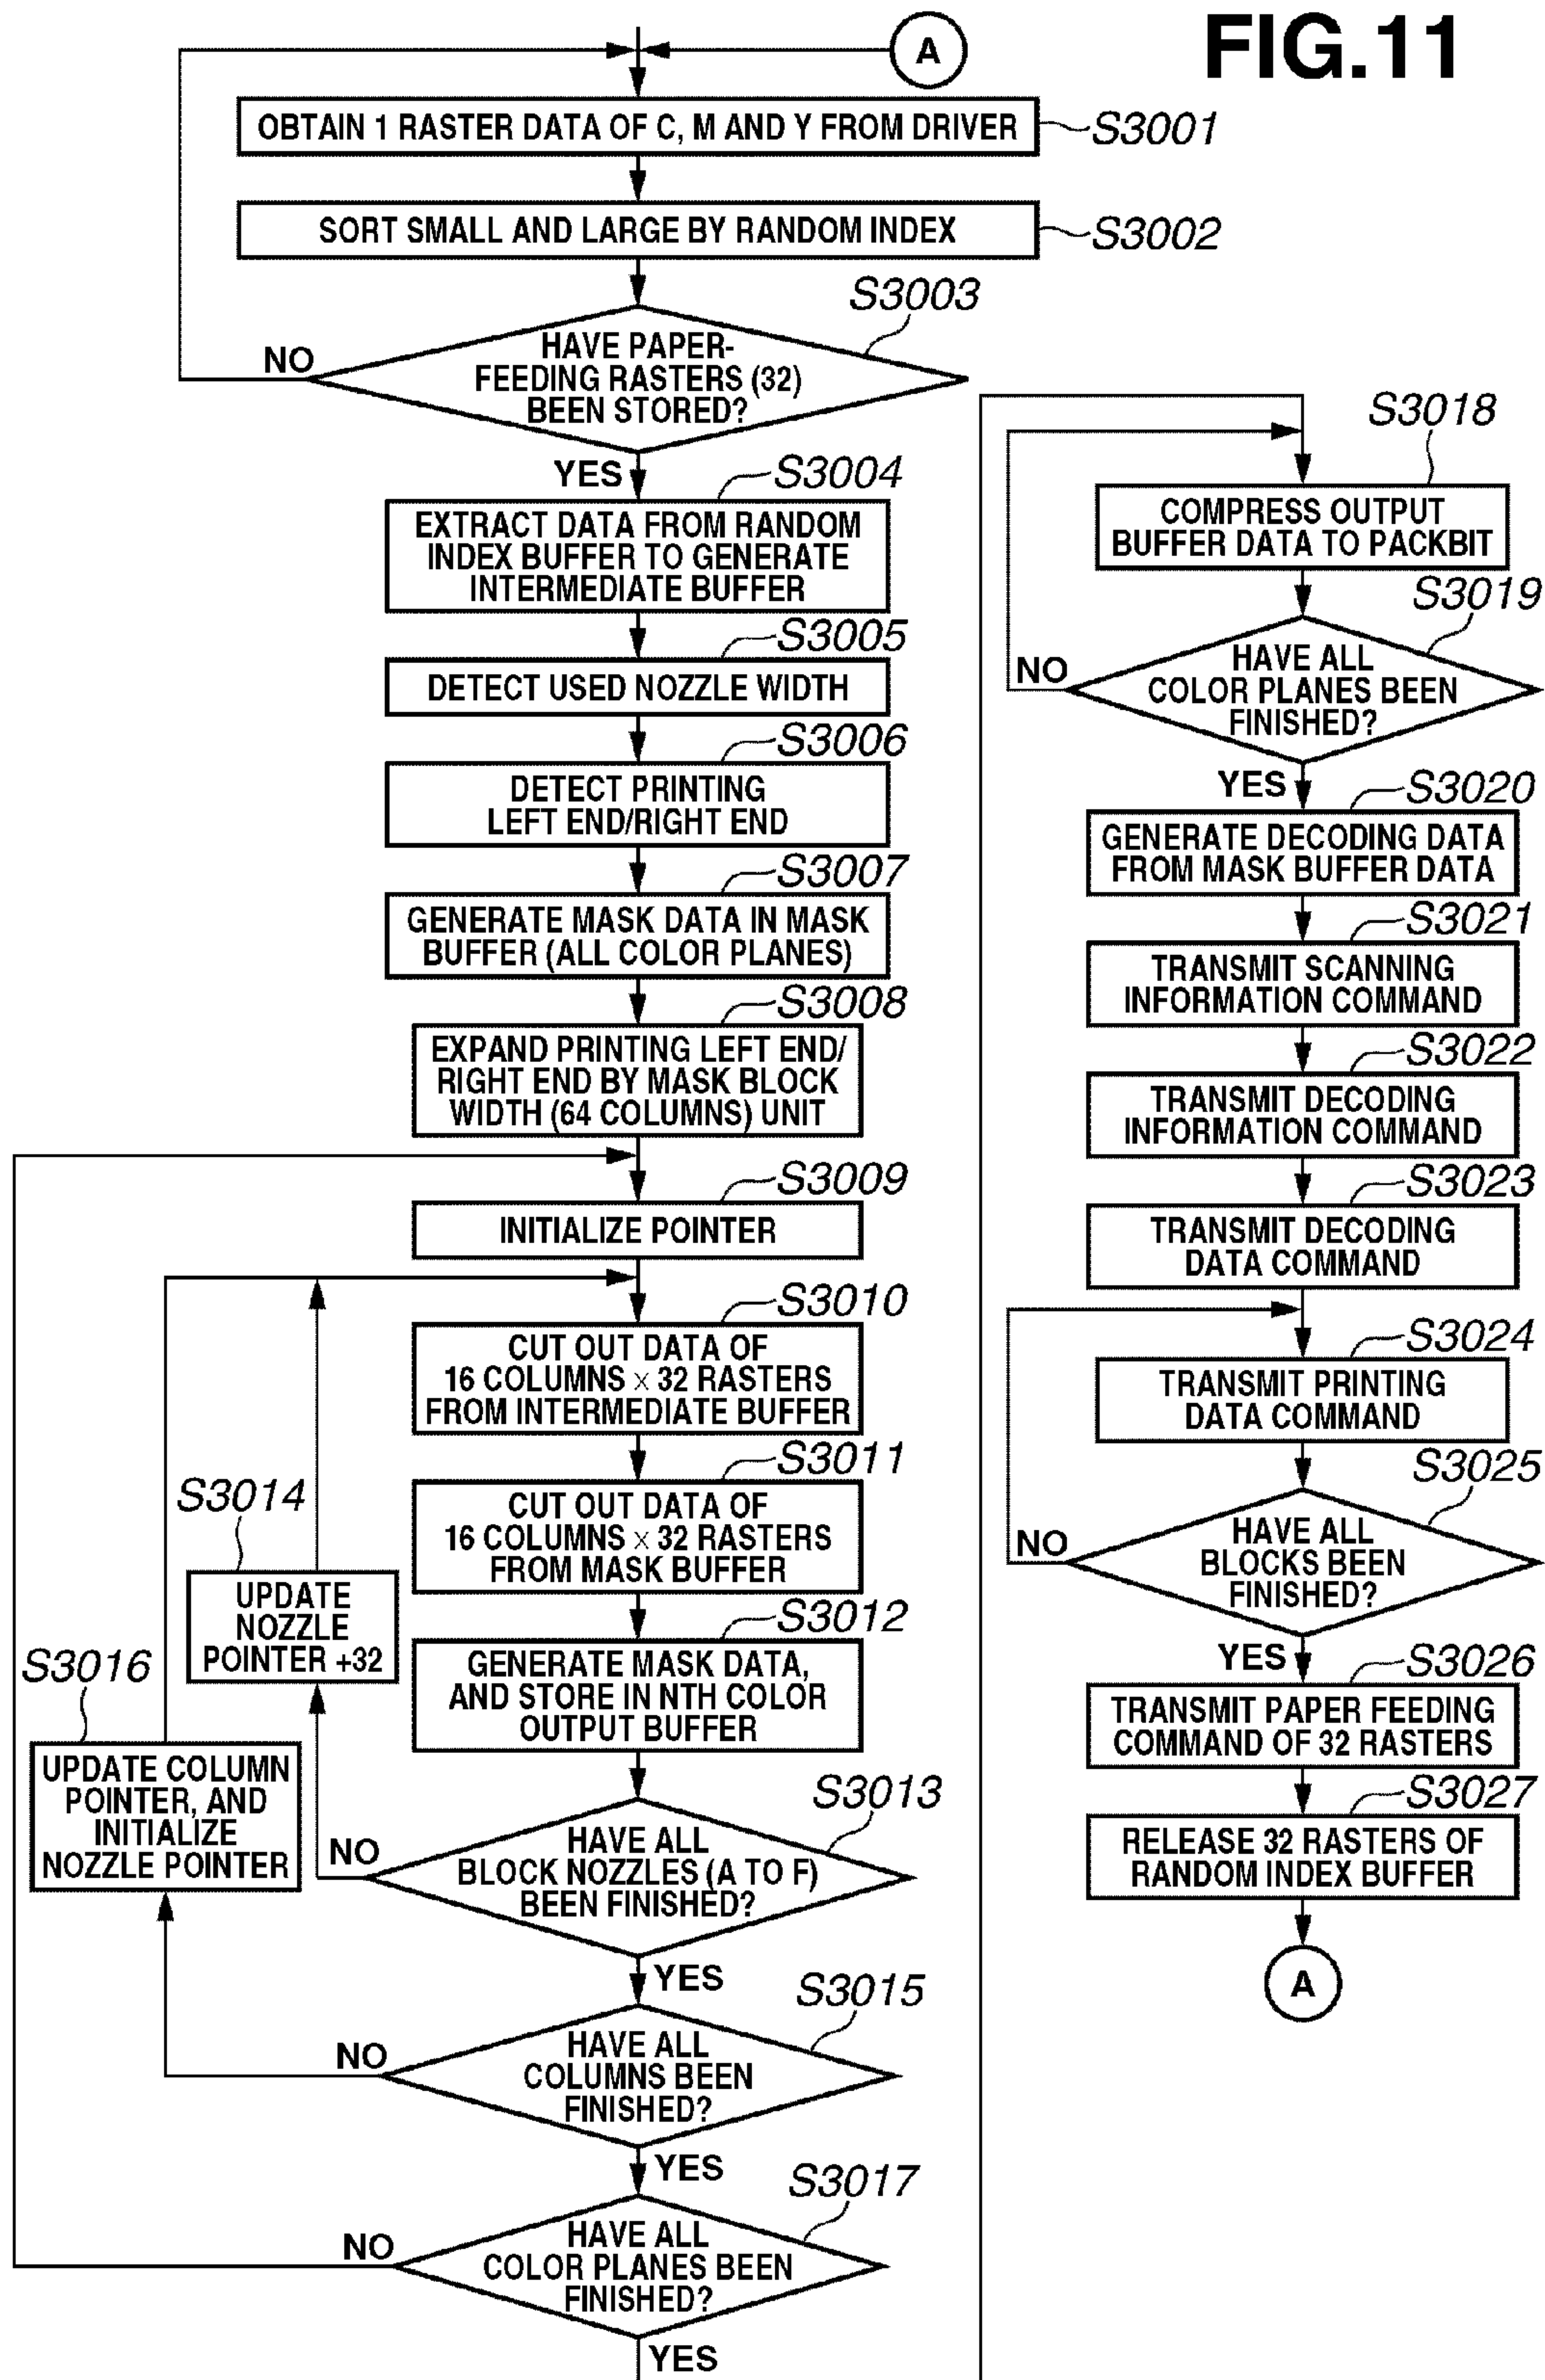 FIG.11
A
OBTAIN 1 RASTER DATA OF C, M AND Y FROM DRIVER
S3001
SORT SMALL AND LARGE BY RANDOM INDEX
S3002
S3003
HAVE PAPER-
FEEDING RASTERS (32)
BEEN STORED?
NO
YES
S3004
EXTRACT DATA FROM RANDOM
INDEX BUFFER TO GENERATE
INTERMEDIATE BUFFER
S3005
DETECT USED NOZZLE WIDTH
S3006
DETECT PRINTING
LEFT END/RIGHT END
S3007
GENERATE MASK DATA IN MASK
BUFFER (ALL COLOR PLANES)
S3008
EXPAND PRINTING LEFT END/
RIGHT END BY MASK BLOCK
WIDTH (64 COLUMNS) UNIT
S3009
INITIALIZE POINTER
S3010
CUT OUT DATA OF
16 COLUMNS × 32 RASTERS
FROM INTERMEDIATE BUFFER
S3011
CUT OUT DATA OF
16 COLUMNS × 32 RASTERS
FROM MASK BUFFER
S3012
GENERATE MASK DATA,
AND STORE IN NTH COLOR
OUTPUT BUFFER
S3013
HAVE ALL
BLOCK NOZZLES (A TO F)
BEEN FINISHED?
NO
YES
S3014
UPDATE
NOZZLE
POINTER +32
S3015
HAVE ALL
COLUMNS BEEN
FINISHED?
NO
YES
S3016
UPDATE COLUMN
POINTER, AND
INITIALIZE
NOZZLE POINTER
S3017
HAVE ALL
COLOR PLANES BEEN
FINISHED?
NO
YES
S3018
COMPRESS OUTPUT
BUFFER DATA TO PACKBIT
S3019
HAVE ALL
COLOR PLANES BEEN
FINISHED?
NO
YES
S3020
GENERATE DECODING DATA
FROM MASK BUFFER DATA
S3021
TRANSMIT SCANNING
INFORMATION COMMAND
S3022
TRANSMIT DECODING
INFORMATION COMMAND
S3023
TRANSMIT DECODING
DATA COMMAND
S3024
TRANSMIT PRINTING
DATA COMMAND
S3025
HAVE ALL
BLOCKS BEEN
FINISHED?
NO
YES
S3026
TRANSMIT PAPER FEEDING
COMMAND OF 32 RASTERS
S3027
RELEASE 32 RASTERS OF
RANDOM INDEX BUFFER
A